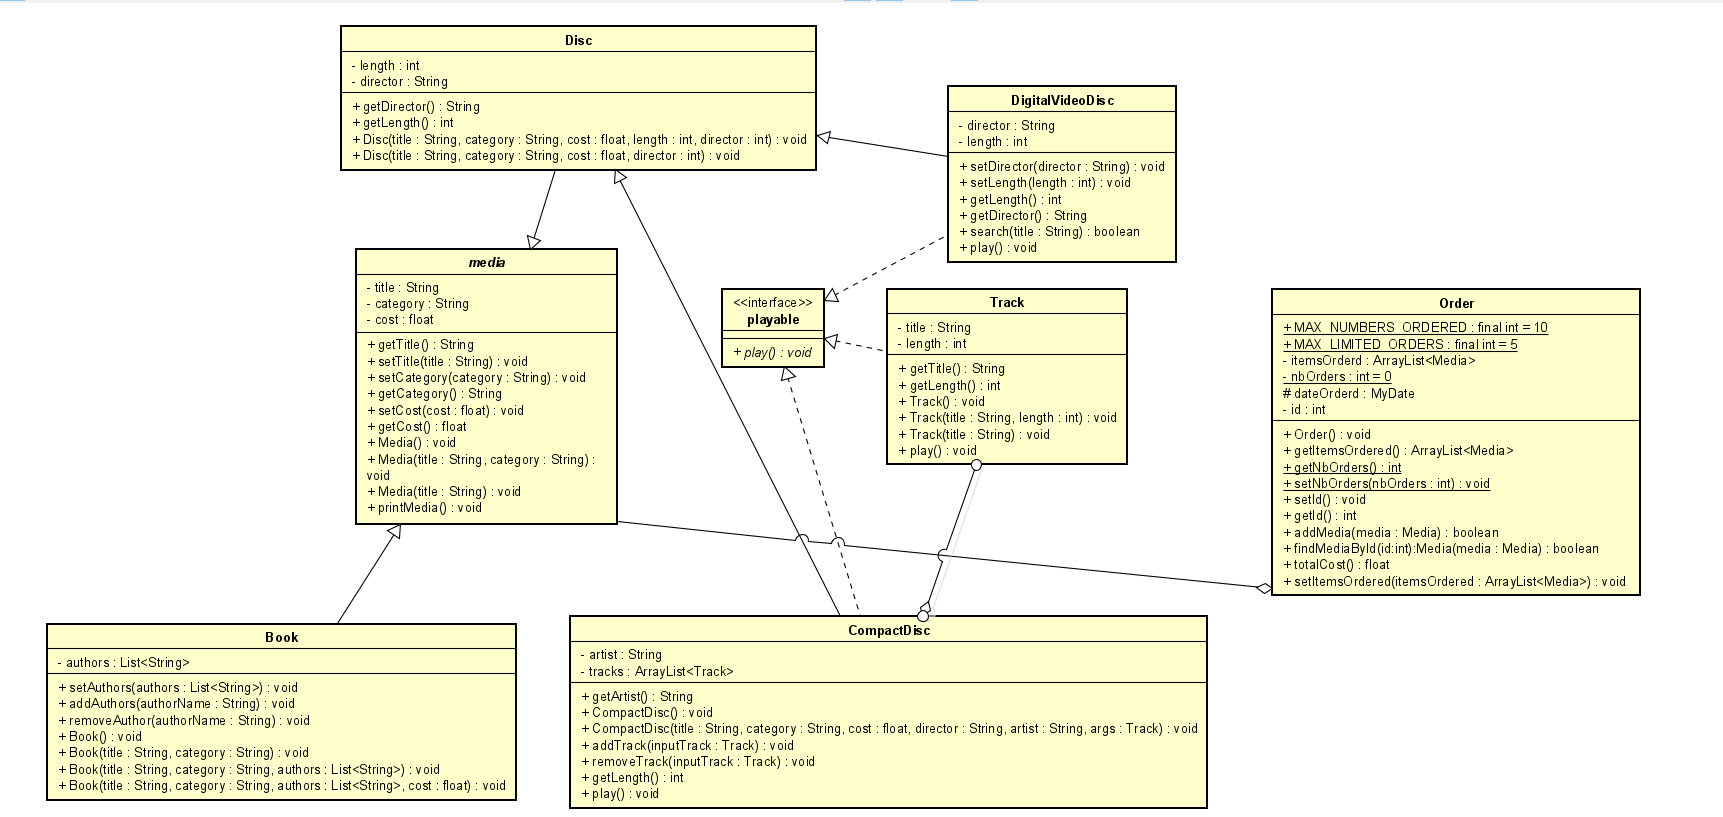 Disc
- length : int
- director : String
+ getDirector() : String
+ getLength() : int
+ Disc(title : String, category : String, cost : float, length : int, director : int) : void
+ Disc(title : String, category : String, cost : float, director : int) : void
DigitalVideoDisc
- director : String
- length : int
+ setDirector(director : String) : void
+ setLength(length : int) : void
+ getLength() : int
+ getDirector() : String
+ search(title : String) : boolean
+ play() : void
media
- title : String
- category : String
- cost : float
+ getTitle() : String
+ setTitle(title : String) : void
+ setCategory(category : String) : void
+ getCategory() : String
+ setCost(cost : float) : void
+ getCost() : float
+ Media() : void
+ Media(title : String, category : String) :
void
+ Media(title : String) : void
+ printMedia() : void
<<interface>>
playable
+ play() : void
Track
- title : String
- length : int
+ getTitle() : String
+ getLength() : int
+ Track() : void
+ Track(title : String, length : int) : void
+ Track(title : String) : void
+ play() : void
Order
+ MAX_NUMBERS_ORDERED : final int = 10
+ MAX_LIMITED_ORDERS : final int = 5
- itemsOrderd : ArrayList<Media>
- nbOrders : int = 0
# dateOrderd : MyDate
- id : int
+ Order() : void
+ getItemsOrdered() : ArrayList<Media>
+ getNbOrders() : int
+ setNbOrders(nbOrders : int) : void
+ setId() : void
+ getId() : int
+ addMedia(media : Media) : boolean
+ findMediaById(id:int):Media(media : Media) : boolean
+ totalCost() : float
+ setItemsOrdered(itemsOrdered : ArrayList<Media>) : void
Book
- authors : List<String>
+ setAuthors(authors : List<String>) : void
+ addAuthors(authorName : String) : void
+ removeAuthor(authorName : String) : void
+ Book() : void
+ Book(title : String, category : String) : void
+ Book(title : String, category : String, authors : List<String>) : void
+ Book(title : String, category : String, authors : List<String>, cost : float) : void
CompactDisc
- artist : String
- tracks : ArrayList<Track>
+ getArtist() : String
+ CompactDisc() : void
+ CompactDisc(title : String, category : String, cost : float, director : String, artist : String, args : Track) : void
+ addTrack(inputTrack : Track) : void
+ removeTrack(inputTrack : Track) : void
+ getLength() : int
+ play() : void